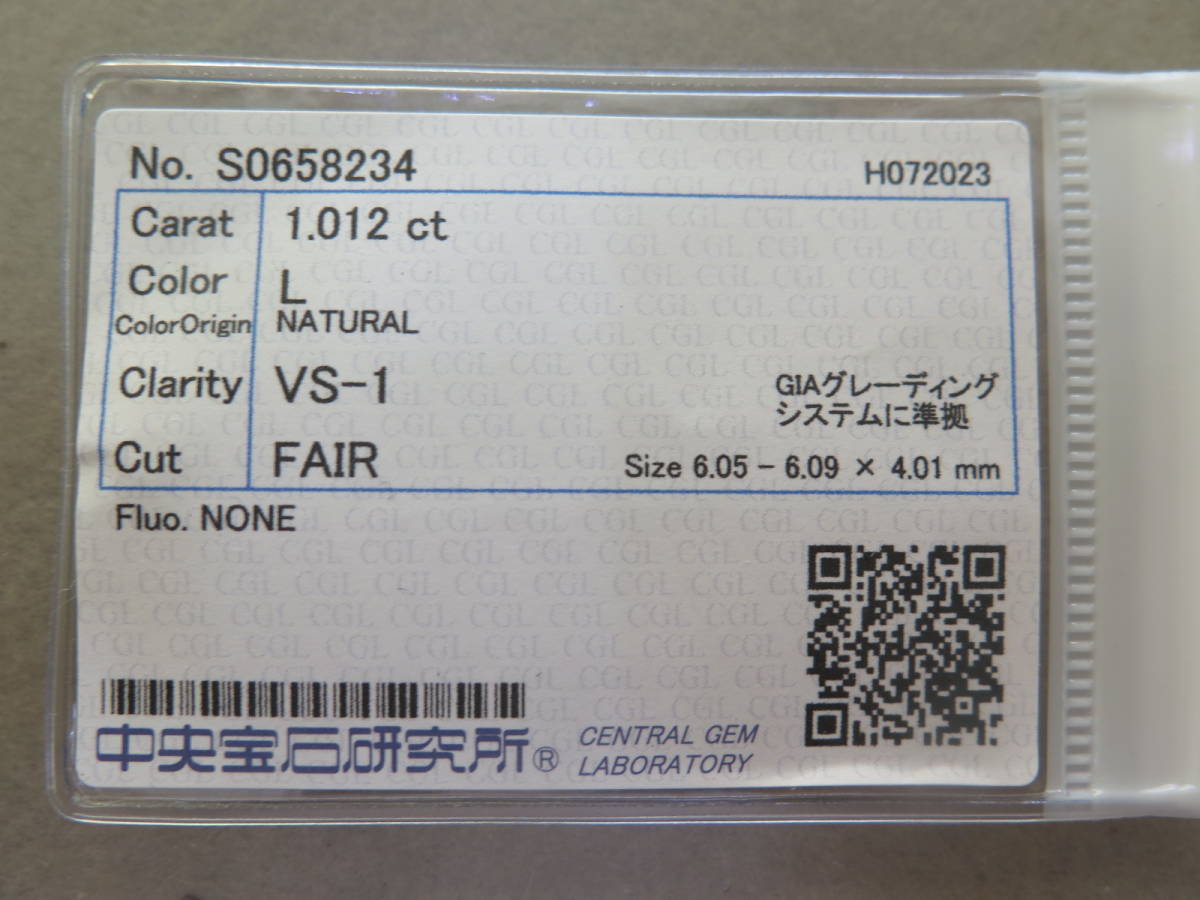 No. S0658234
H072023
Carat 1.012 ct
Color L
ColorOrigin NATURAL
Clarity VS-1
GIAグレーディング
システムに準拠
Cut FAIR
Size 6.05 - 6.09 × 4.01 mm
Fluo. NONE
中央宝石研究所®
CENTRAL GEM
LABORATORY